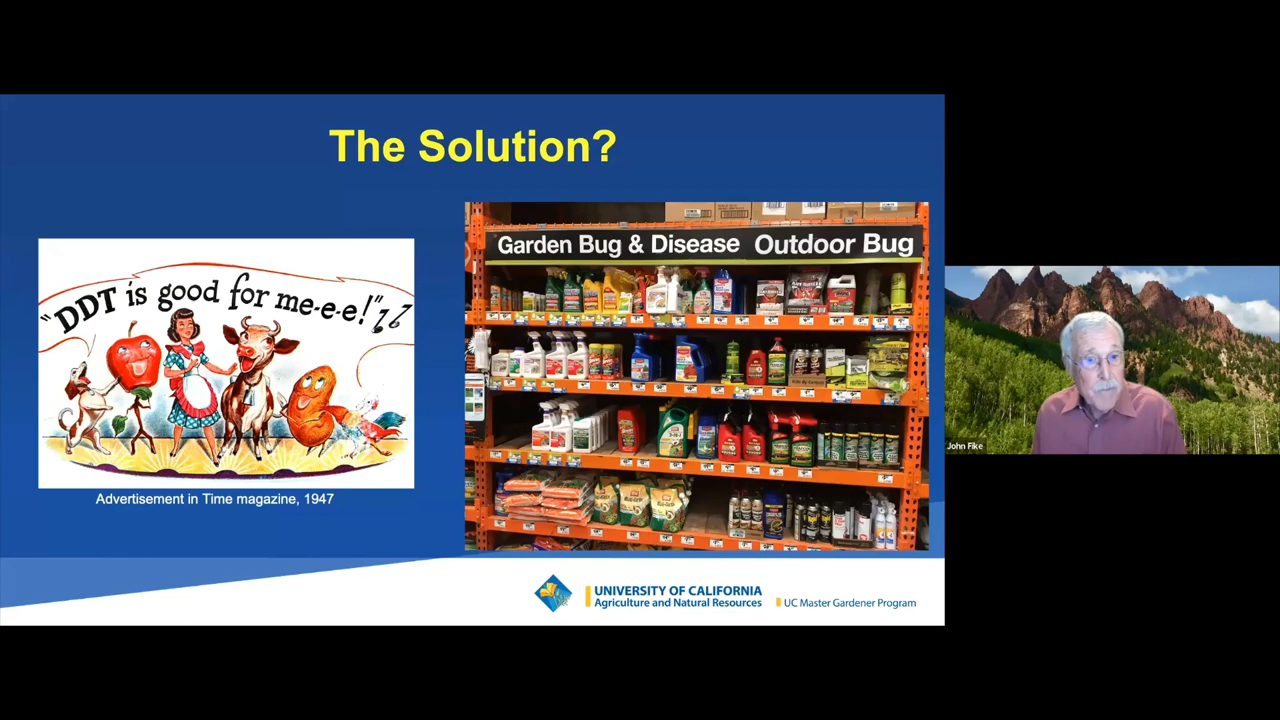 The Solution?
"DDT is good for me-e-e!"
Advertisement in Time magazine, 1947
Garden Bug & Disease Outdoor Bug
UNIVERSITY OF CALIFORNIA
Agriculture and Natural Resources
UC Master Gardener Program
John Fike